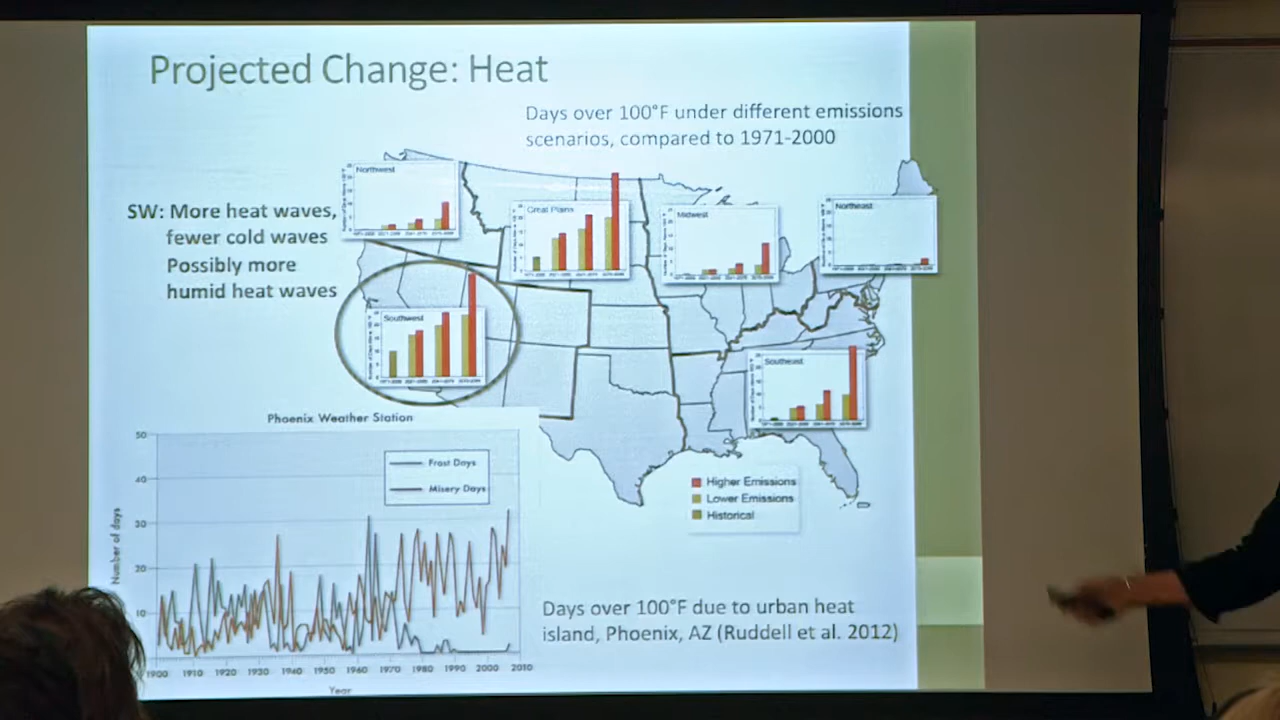 Projected Change: Heat
Days over 100°F under different emissions
scenarios, compared to 1971-2000
SW: More heat waves,
fewer cold waves
Possibly more
humid heat waves
Northwest
Great Plains
Midwest
Northeast
Southwest
Southeast
Higher Emissions
Lower Emissions
Historical
Phoenix Weather Station
Frost Days
Misery Days
Number of days
50
40
30
20
10
1900 1910 1920 1930 1940 1950 1960 1970 1980 1990 2000 2010
Year
Days over 100°F due to urban heat
island, Phoenix, AZ (Ruddell et al. 2012)